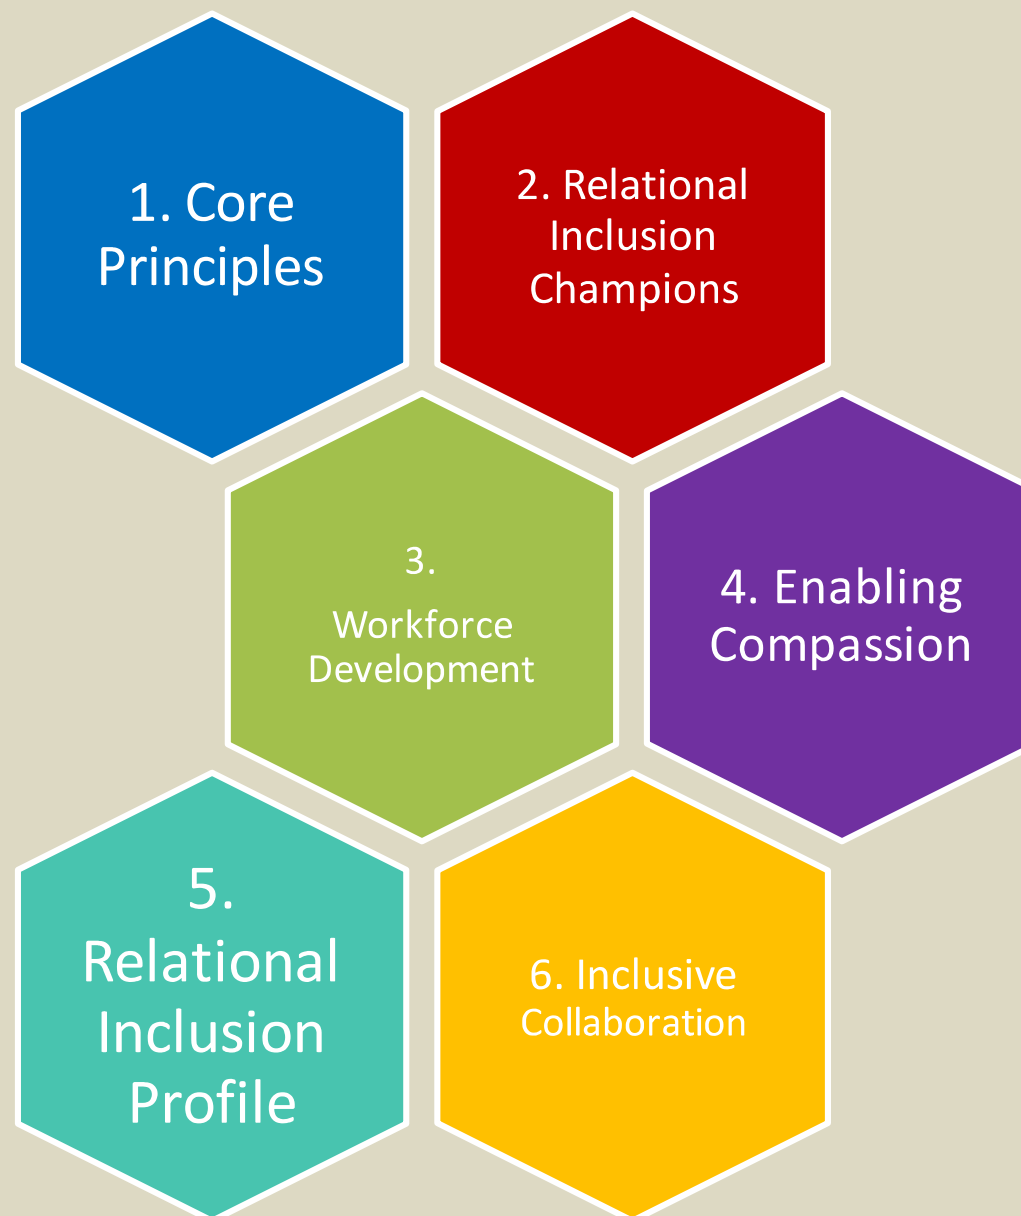 1. Core
Principles
2. Relational
Inclusion
Champions
3.
Workforce
Development
4. Enabling
Compassion
5.
Relational
Inclusion
Profile
6. Inclusive
Collaboration